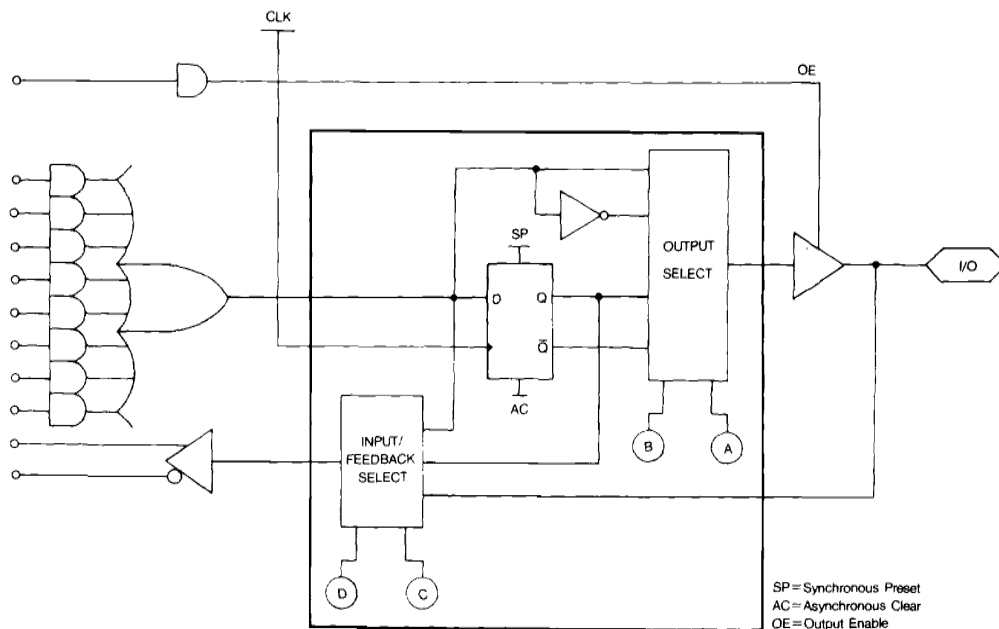 CLK
OE
SP
OUTPUT
SELECT
I/O
D
Q
Q̅
AC
INPUT/
FEEDBACK
SELECT
B
A
D
C
SP=Synchronous Preset
AC=Asynchronous Clear
OE=Output Enable